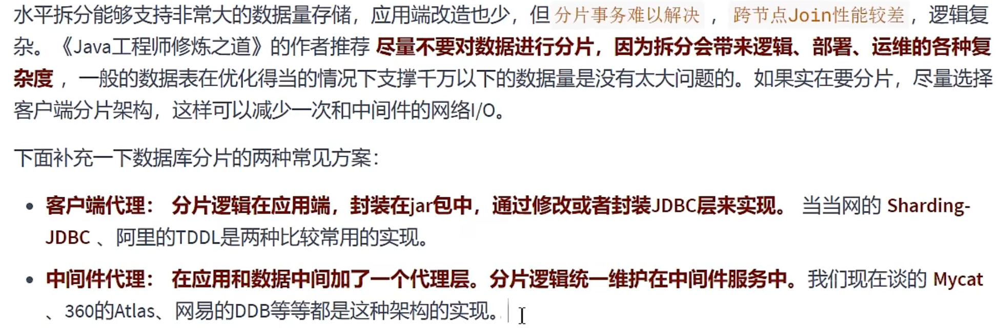 水平拆分能够支持非常大的数据量存储，应用端改造也少，但 分片事务难以解决 ， 跨节点Join性能较差 ，逻辑复
杂。《Java工程师修炼之道》的作者推荐 尽量不要对数据进行分片，因为拆分会带来逻辑、部署、运维的各种复
杂度 ，一般的数据表在优化得当的情况下支撑千万以下的数据量是没有太大问题的。如果实在要分片，尽量选择
客户端分片架构，这样可以减少一次和中间件的网络I/O。
下面补充一下数据库分片的两种常见方案：
• 客户端代理： 分片逻辑在应用端，封装在jar包中，通过修改或者封装JDBC层来实现。 当当网的 Sharding-
JDBC 、阿里的TDDL是两种比较常用的实现。
• 中间件代理： 在应用和数据中间加了一个代理层。分片逻辑统一维护在中间件服务中。 我们现在谈的 Mycat
、360的Atlas、网易的DDB等等都是这种架构的实现。